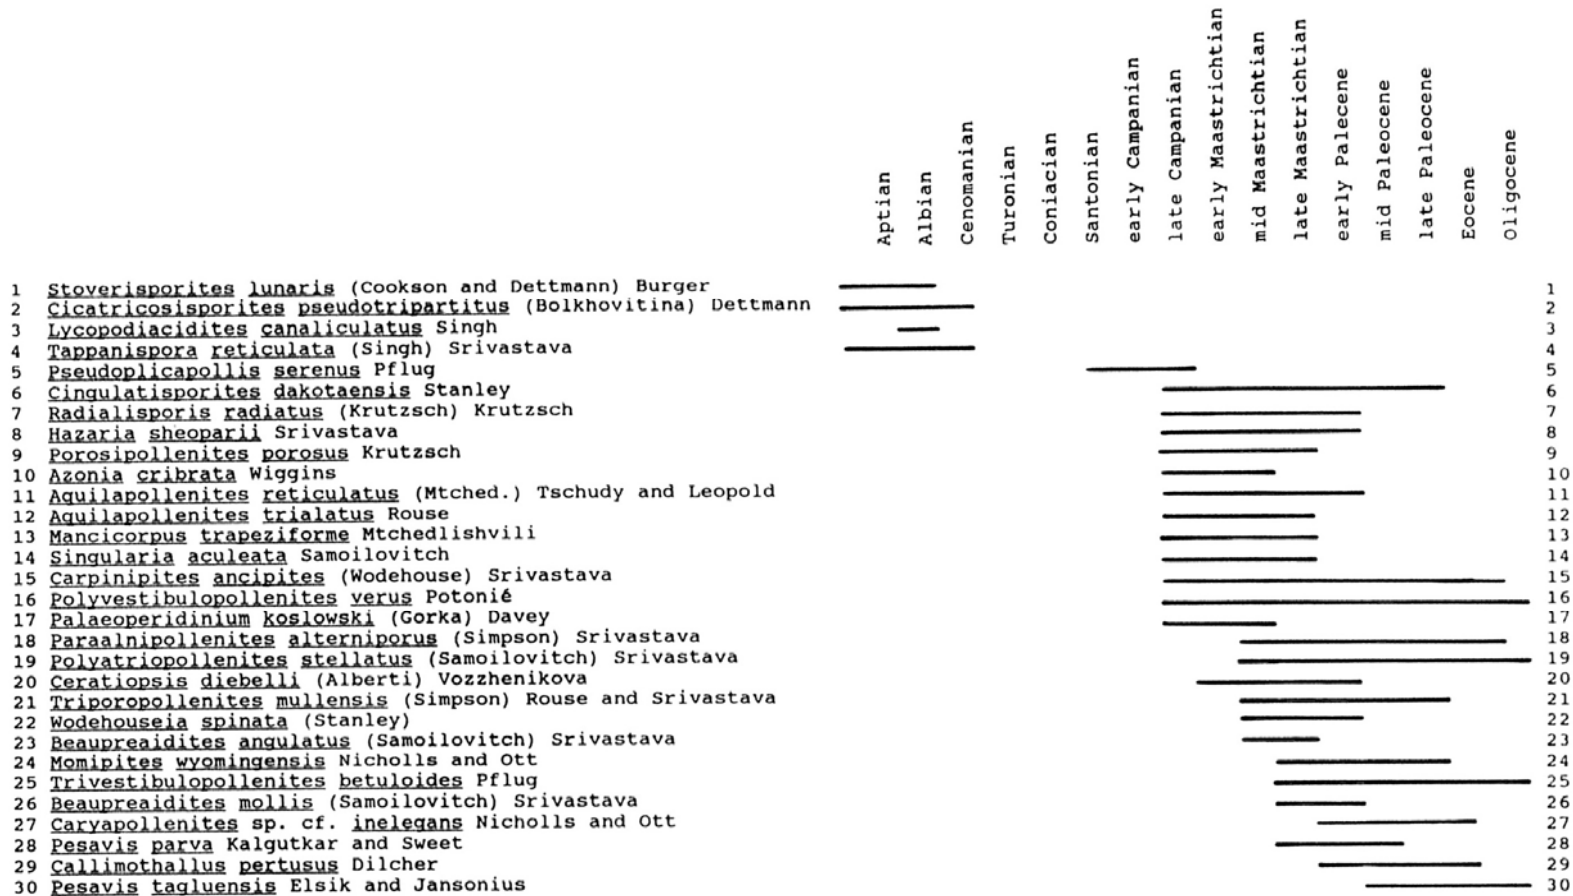 Aptian
Albian
Cenomanian
Turonian
Coniacian
Santonian
early Campanian
late Campanian
early Maastrichtian
mid Maastrichtian
late Maastrichtian
early Palecene
mid Paleocene
late Paleocene
Eocene
Oligocene
1 Stoverisporites lunaris (Cookson and Dettmann) Burger 1
2 Cicatricosisporites pseudotripartitus (Bolkhovitina) Dettmann 2
3 Lycopodiacidites canaliculatus Singh 3
4 Tappanispora reticulata (Singh) Srivastava 4
5 Pseudoplicapollis serenus Pflug 5
6 Cingulatisporites dakotaensis Stanley 6
7 Radialisporis radiatus (Krutzsch) Krutzsch 7
8 Hazaria sheoparii Srivastava 8
9 Porosipollenites porosus Krutzsch 9
10 Azonia cribrata Wiggins 10
11 Aquilapollenites reticulatus (Mtched.) Tschudy and Leopold 11
12 Aquilapollenites trialatus Rouse 12
13 Mancicorpus trapeziforme Mtchedlishvili 13
14 Singularia aculeata Samoilovitch 14
15 Carpinipites ancipites (Wodehouse) Srivastava 15
16 Polyvestibulopollenites verus Potonié 16
17 Palaeoperidinium koslowski (Gorka) Davey 17
18 Paraalnipollenites alterniporus (Simpson) Srivastava 18
19 Polyatriopollenites stellatus (Samoilovitch) Srivastava 19
20 Ceratiopsis diebelli (Alberti) Vozzhenikova 20
21 Triporopollenites mullensis (Simpson) Rouse and Srivastava 21
22 Wodehouseia spinata (Stanley) 22
23 Beaupreaidites angulatus (Samoilovitch) Srivastava 23
24 Momipites wyomingensis Nicholls and Ott 24
25 Trivestibulopollenites betuloides Pflug 25
26 Beaupreaidites mollis (Samoilovitch) Srivastava 26
27 Caryapollenites sp. cf. inelegans Nicholls and Ott 27
28 Pesavis parva Kalgutkar and Sweet 28
29 Callimothallus pertusus Dilcher 29
30 Pesavis tagluensis Elsik and Jansonius 30